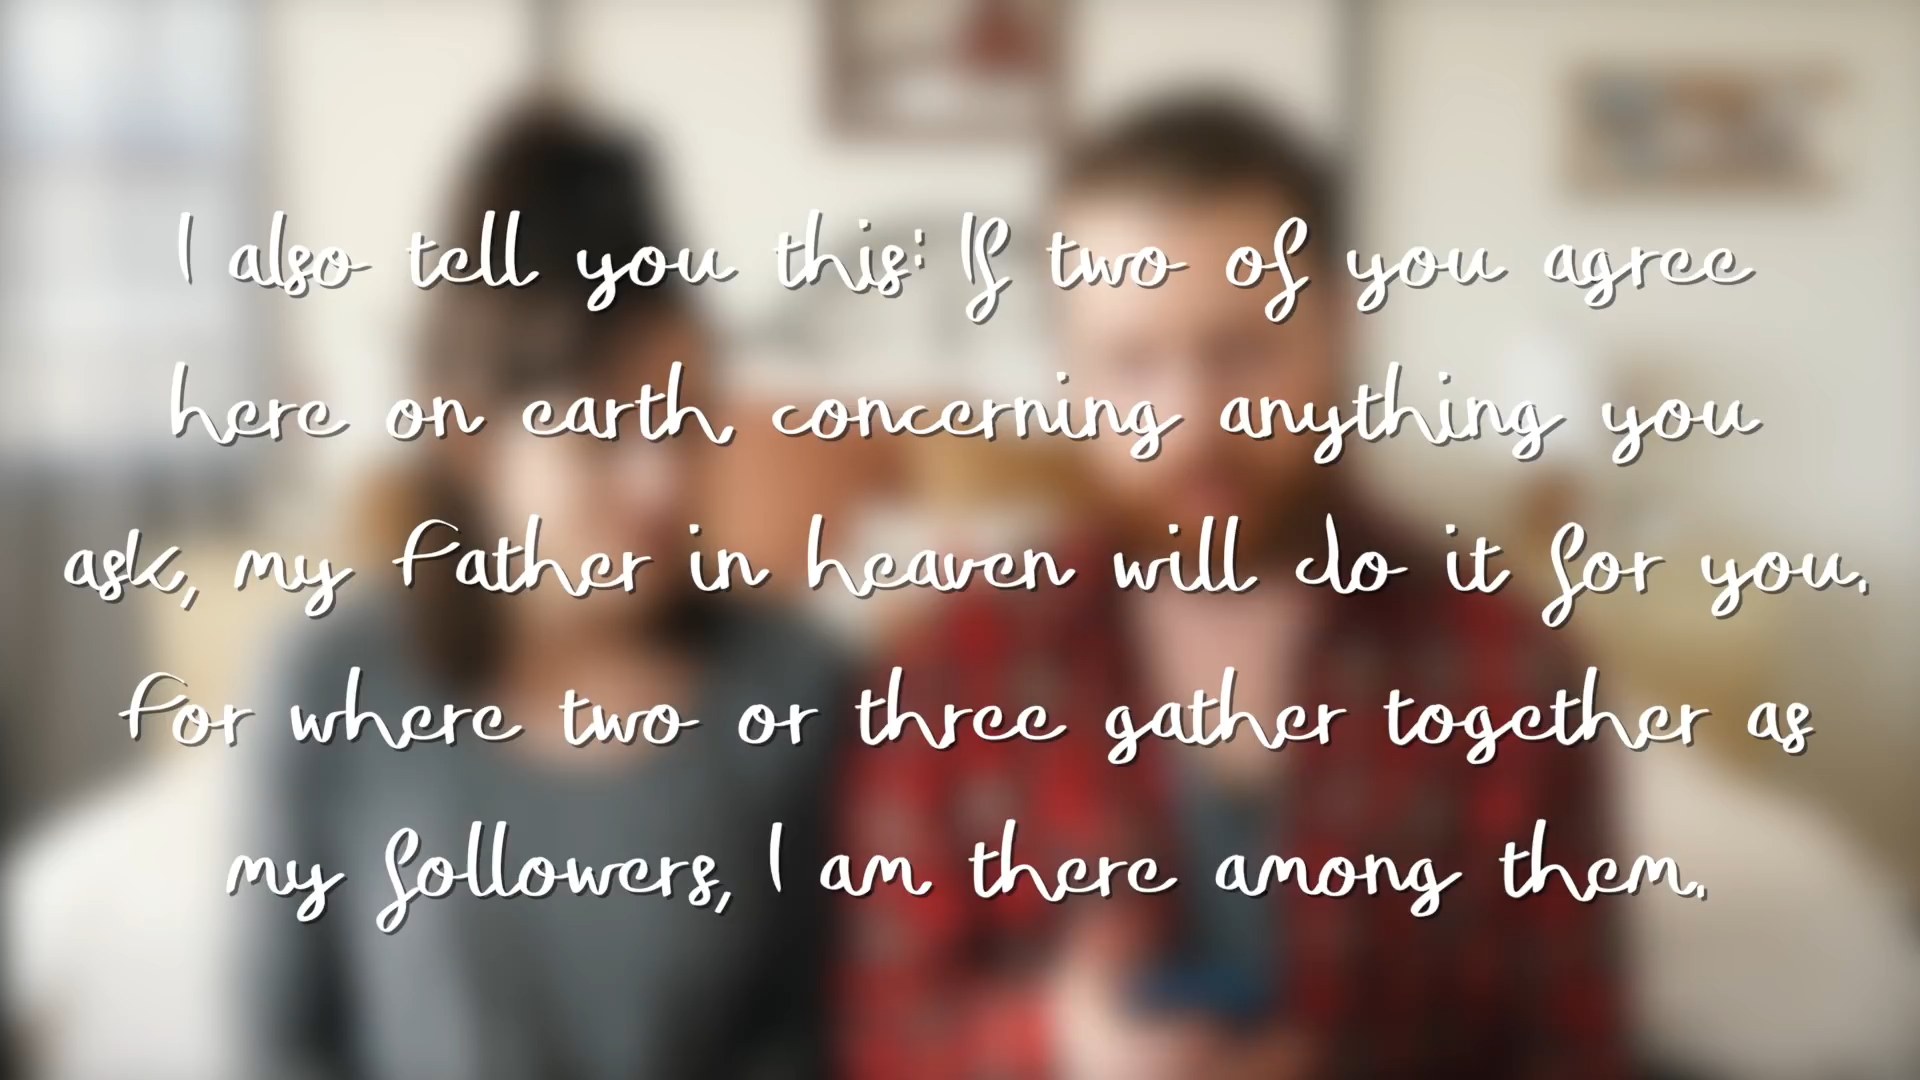 I also tell you this: If two of you agree
here on earth, concerning anything you
ask, my Father in heaven will do it for you.
For where two or three gather together as
my followers, I am there among them.